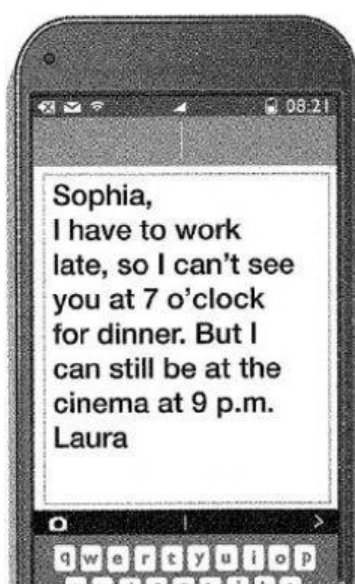 08:21
Sophia,
I have to work
late, so I can't see
you at 7 o'clock
for dinner. But I
can still be at the
cinema at 9 p.m.
Laura
q w e r t y u i o p